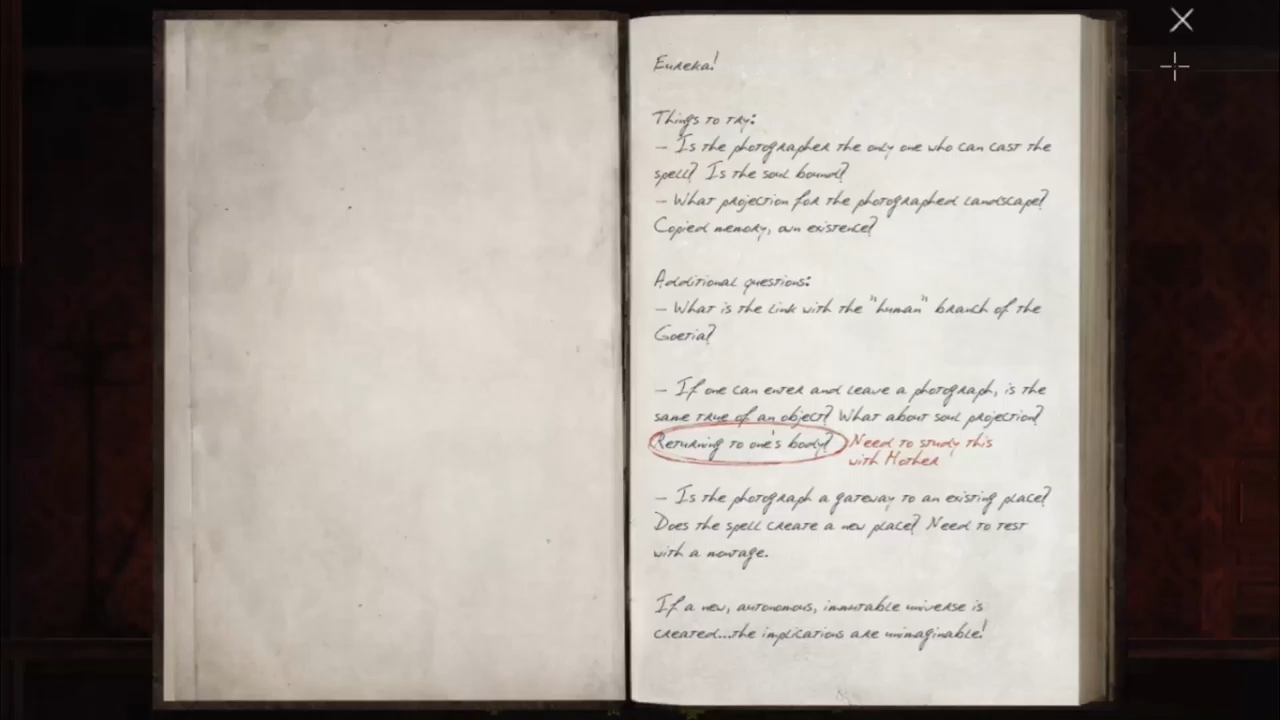 Eureka!
Things to try:
– Is the photographer the only one who can cast the
spell? Is the soul bound?
– What projection for the photographed landscape?
Copied memory, own existence?
Additional questions:
– What is the link with the "human" branch of the
Goetia?
– If one can enter and leave a photograph, is the
same true of an object? What about soul projection?
Returning to one's body? Need to study this
with Mother
– Is the photograph a gateway to an existing place?
Does the spell create a new place? Need to test
with a montage.
If a new, autonomous, immutable universe is
created...the implications are unimaginable!